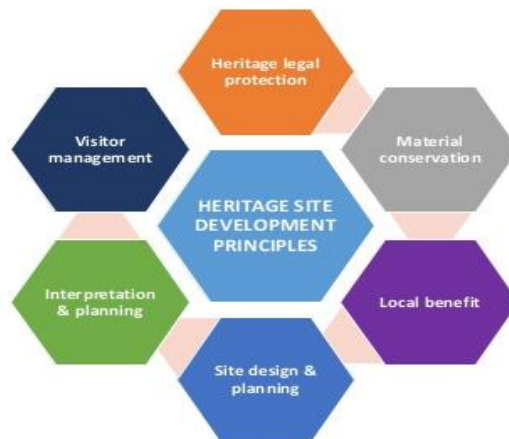 Heritage legal
protection
Visitor
management
Material
conservation
HERITAGE SITE
DEVELOPMENT
PRINCIPLES
Interpretation
& planning
Local benefit
Site design &
planning